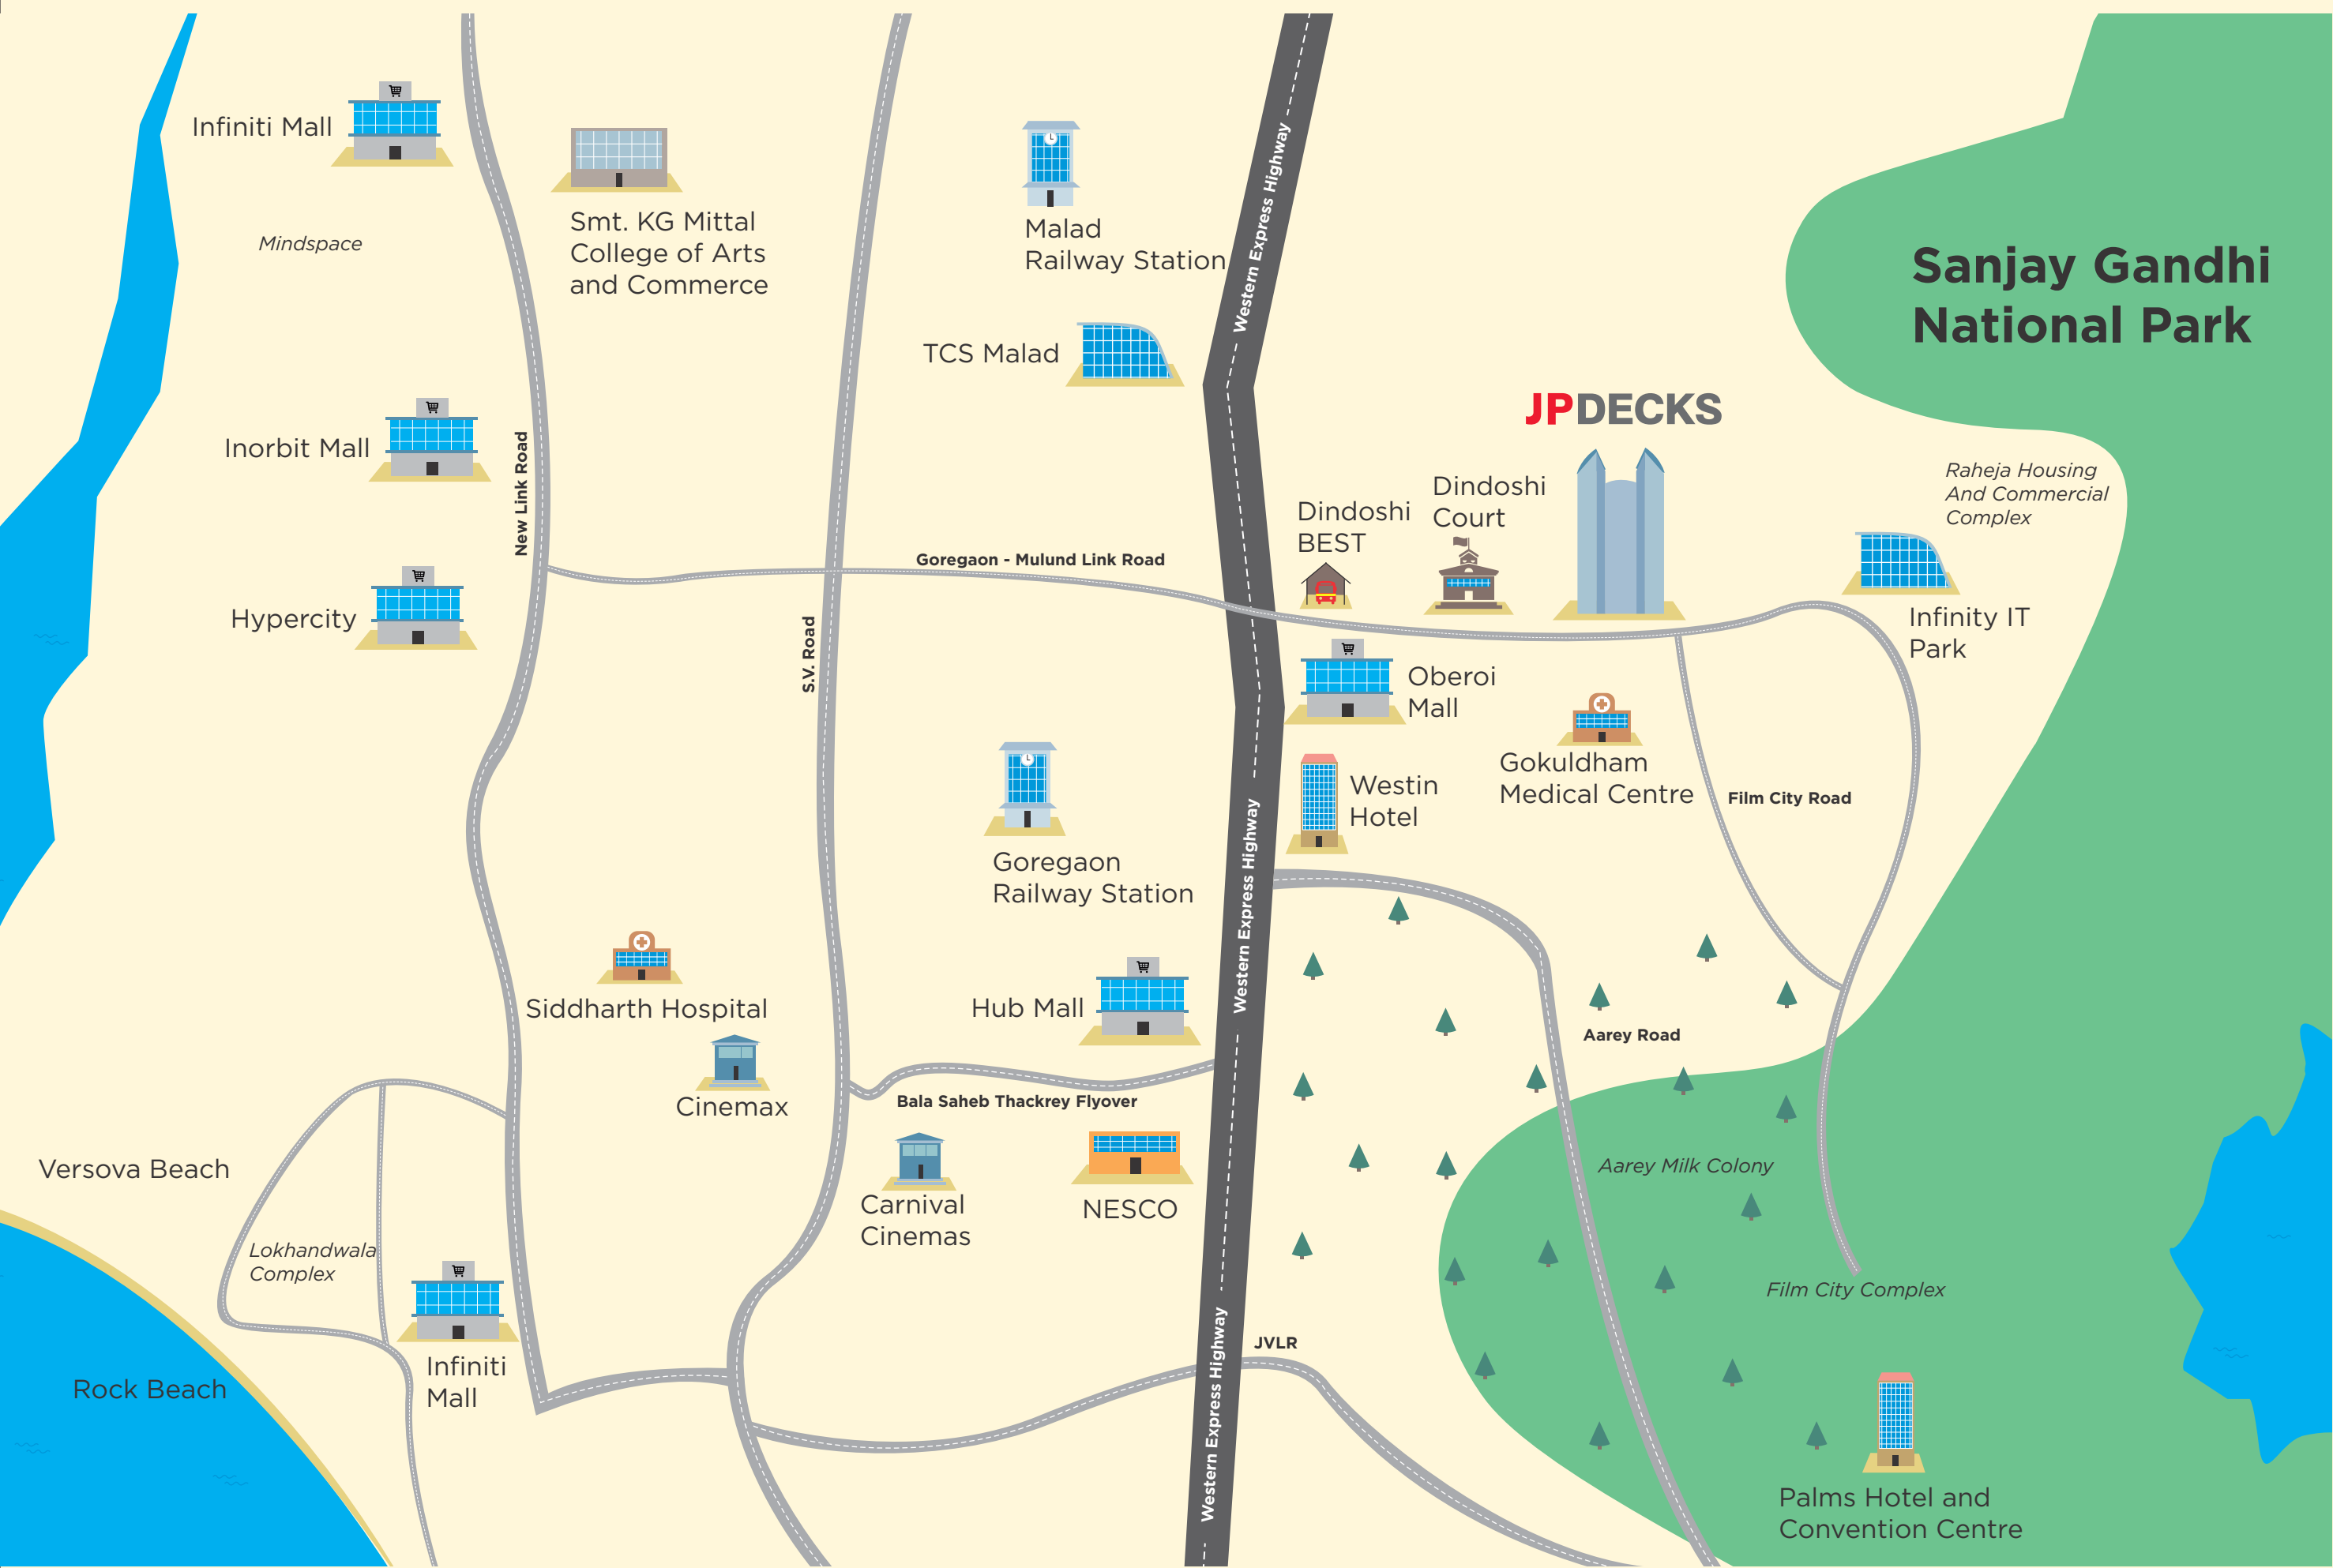 Infiniti Mall
Mindspace
Smt. KG Mittal
College of Arts
and Commerce
Malad
Railway Station
Western Express Highway
TCS Malad
Sanjay Gandhi
National Park
JPDECKS
Inorbit Mall
New Link Road
Hypercity
S.V. Road
Goregaon - Mulund Link Road
Dindoshi
BEST
Dindoshi
Court
Raheja Housing
And Commercial
Complex
Infinity IT
Park
Oberoi
Mall
Gokuldham
Medical Centre
Film City Road
Westin
Hotel
Goregaon
Railway Station
Western Express Highway
Siddharth Hospital
Hub Mall
Aarey Road
Cinemax
Bala Saheb Thackrey Flyover
Versova Beach
Carnival
Cinemas
NESCO
Aarey Milk Colony
Lokhandwala
Complex
Film City Complex
JVLR
Western Express Highway
Infiniti
Mall
Rock Beach
Palms Hotel and
Convention Centre